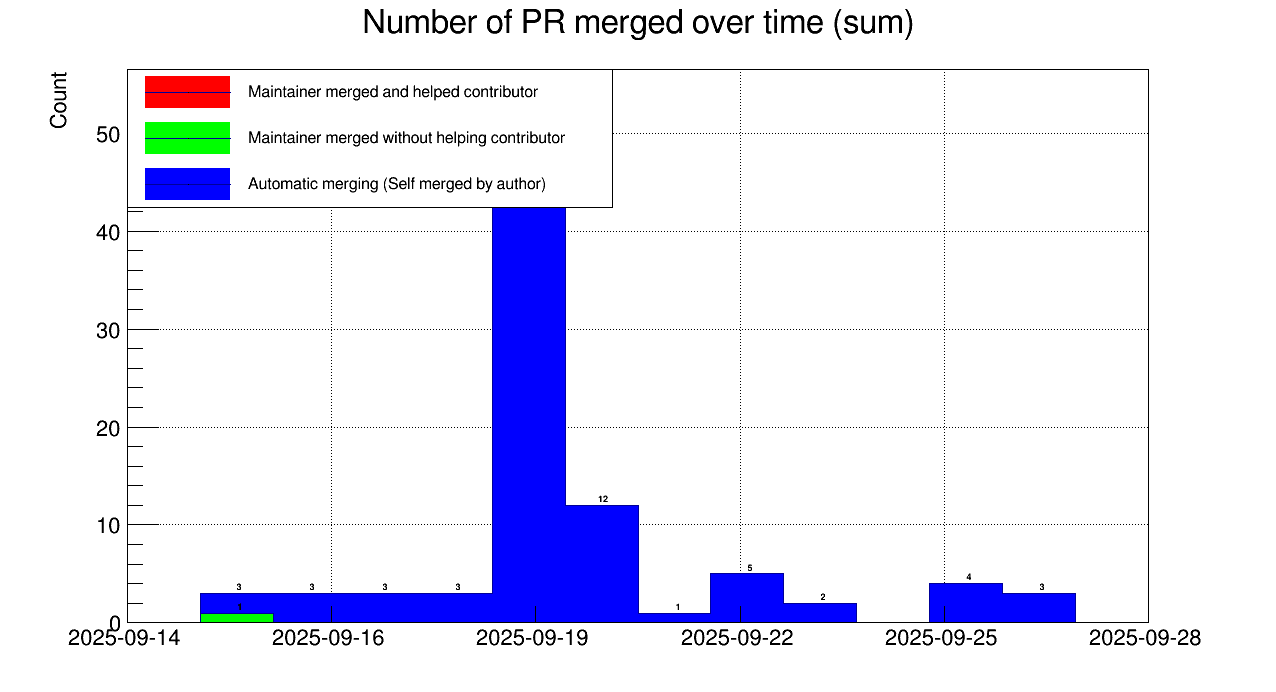 Number of PR merged over time (sum)
Count
Maintainer merged and helped contributor
Maintainer merged without helping contributor
Automatic merging (Self merged by author)
50
40
30
20
10
0
12
5
4
3 3 3 3 3
2
1 1
2025-09-14 2025-09-16 2025-09-19 2025-09-22 2025-09-25 2025-09-28